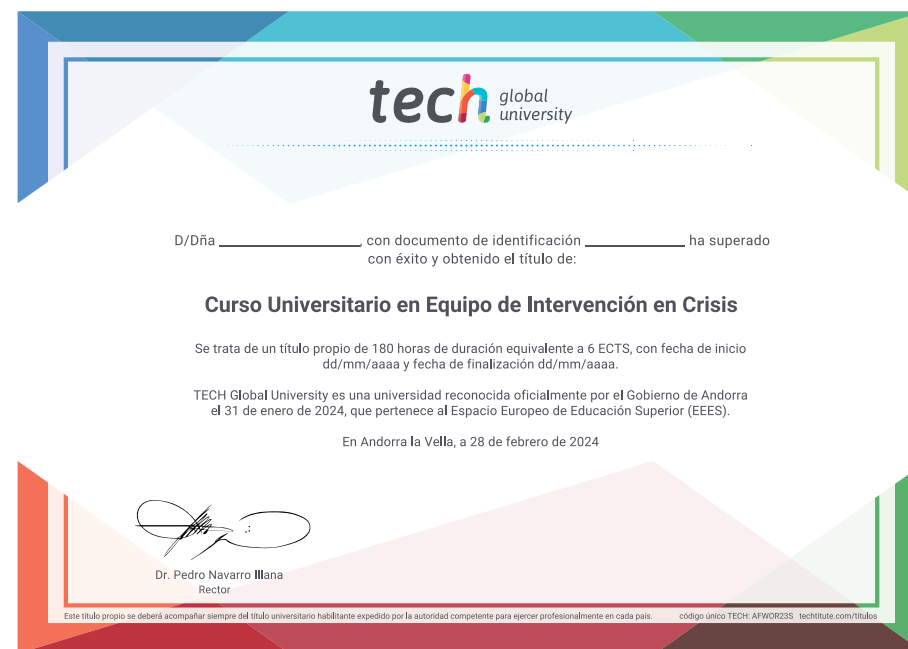 tech global university
D/Dña ____________________, con documento de identificación ______________ ha superado
con éxito y obtenido el título de:
Curso Universitario en Equipo de Intervención en Crisis
Se trata de un título propio de 180 horas de duración equivalente a 6 ECTS, con fecha de inicio
dd/mm/aaaa y fecha de finalización dd/mm/aaaa.
TECH Global University es una universidad reconocida oficialmente por el Gobierno de Andorra
el 31 de enero de 2024, que pertenece al Espacio Europeo de Educación Superior (EEES).
En Andorra la Vella, a 28 de febrero de 2024
Dr. Pedro Navarro Illana
Rector
Este título propio se deberá acompañar siempre del título universitario habilitante expedido por la autoridad competente para ejercer profesionalmente en cada país. código único TECH: AFWOR23S techtitute.com/titulos